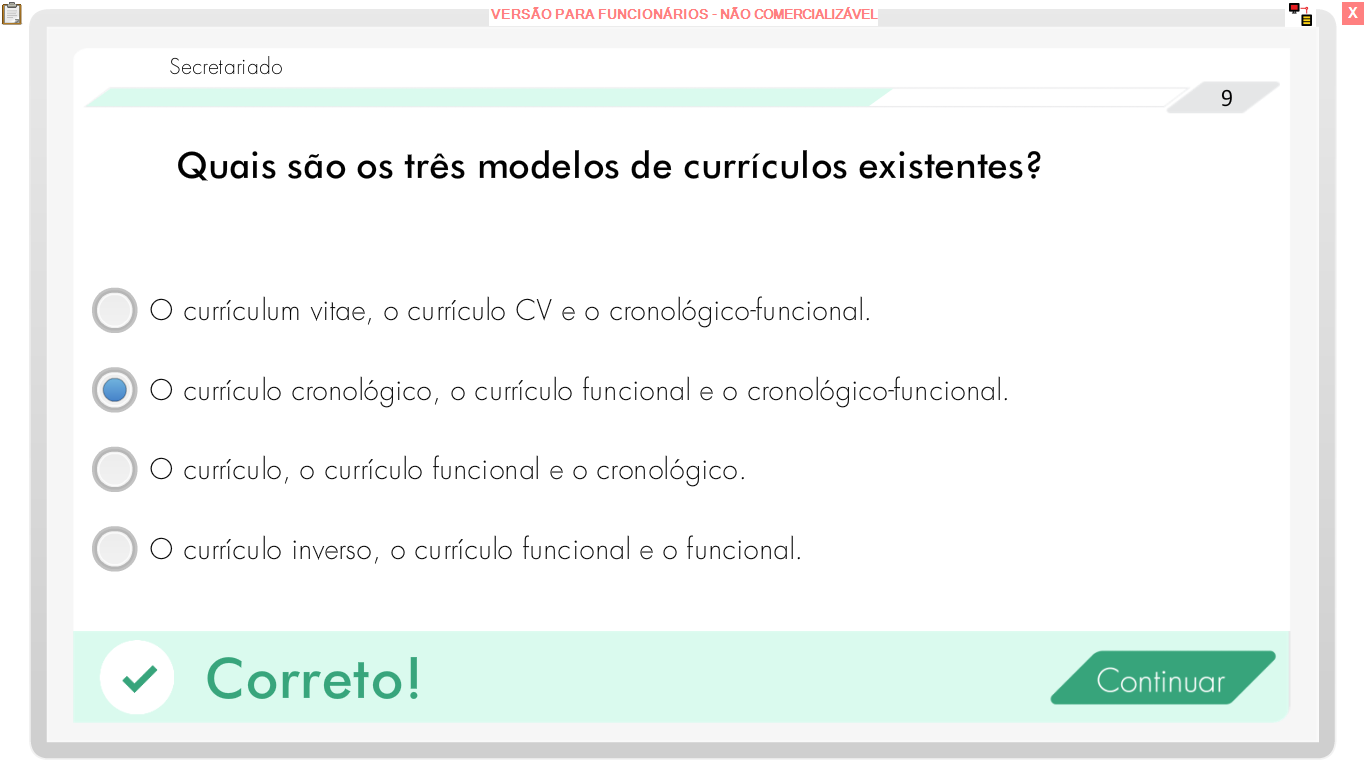 VERSÃO PARA FUNCIONÁRIOS - NÃO COMERCIALIZÁVEL
X
Secretariado
9
Quais são os três modelos de currículos existentes?
O currículum vitae, o currículo CV e o cronológico-funcional.
O currículo cronológico, o currículo funcional e o cronológico-funcional.
O currículo, o currículo funcional e o cronológico.
O currículo inverso, o currículo funcional e o funcional.
Correto!
Continuar